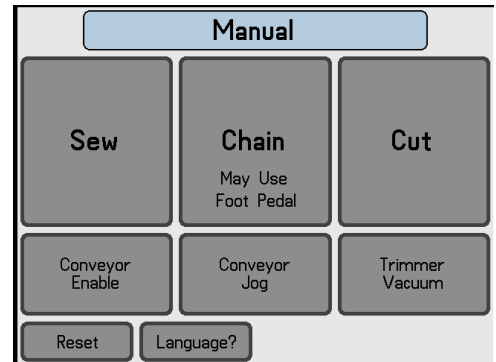 Manual
Sew
Chain
May Use
Foot Pedal
Cut
Conveyor
Enable
Conveyor
Jog
Trimmer
Vacuum
Reset
Language?